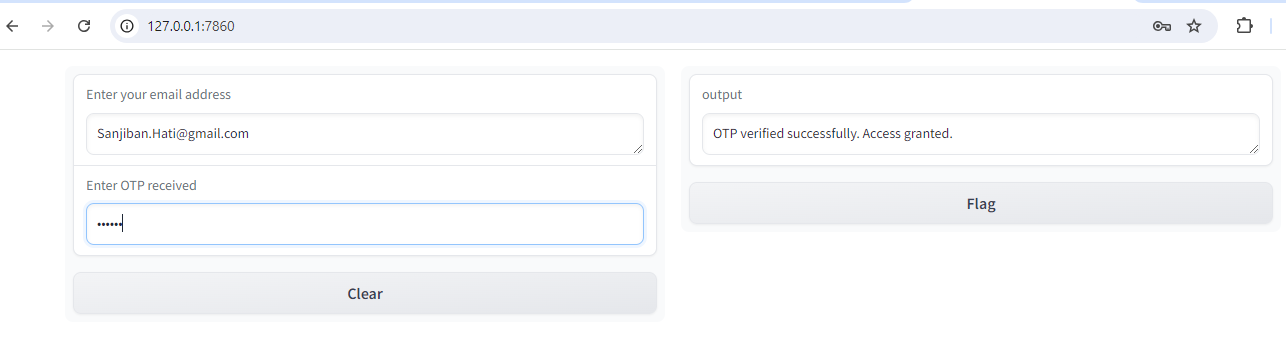 127.0.0.1:7860
Enter your email address
Sanjiban.Hati@gmail.com
Enter OTP received
••••••
Clear
output
OTP verified successfully. Access granted.
Flag